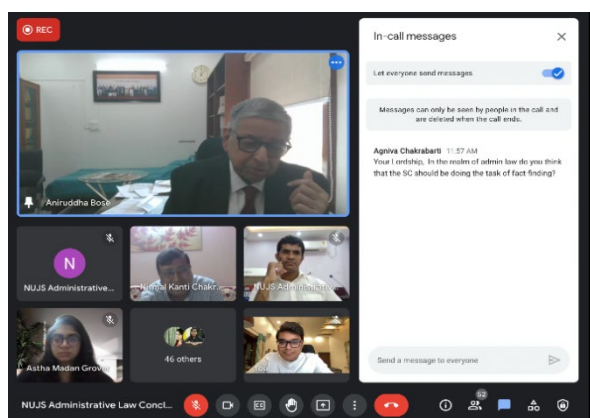 REC
In-call messages
Let everyone send messages
Messages can only be seen by people in the call and
are deleted when the call ends.
Agniva Chakrabarti 11:57 AM
Your Lordship, In the realm of admin law do you think
that the SC should be doing the task of fact finding?
Aniruddha Bose
N
NUJS Administrative...
Nirmal Kanti Chakr...
NUJS Administrative...
Astha Madan Grover
46 others
You
Send a message to everyone
NUJS Administrative Law Concl...
CC
52